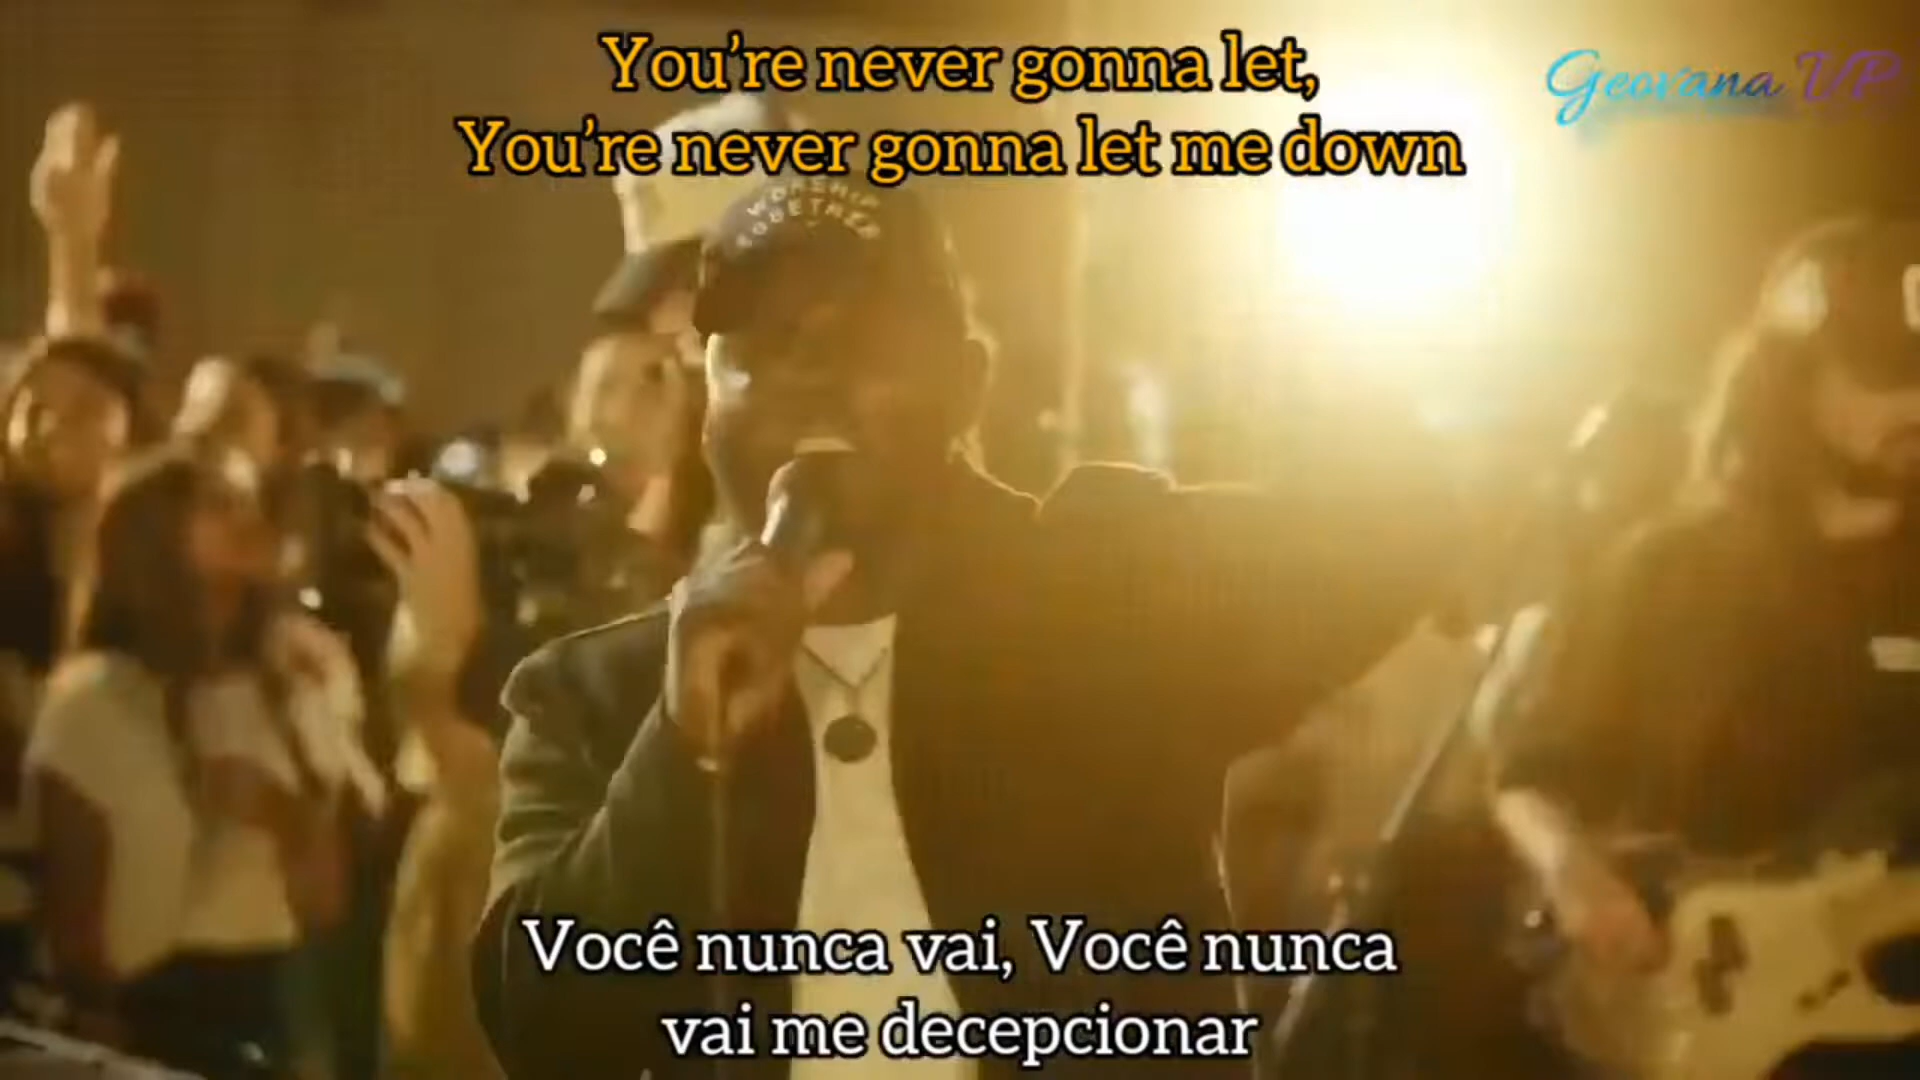 You're never gonna let,
Geovana VP
You're never gonna let me down
WORSHIP
TOGETHER
Você nunca vai, Você nunca
vai me decepcionar